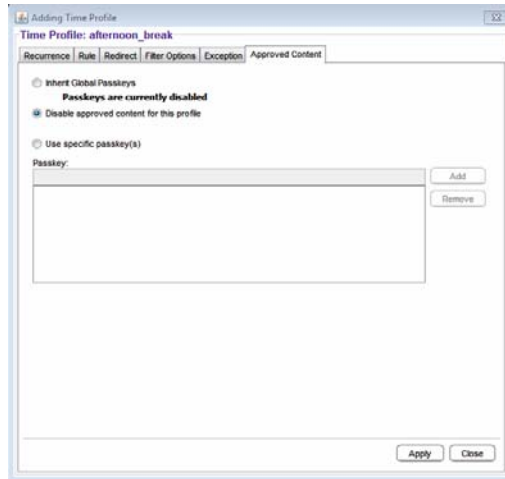 Adding Time Profile
Time Profile: afternoon_break
Recurrence Rule Redirect Filter Options Exception Approved Content
Inherit Global Passkeys
Passkeys are currently disabled
Disable approved content for this profile
Use specific passkey(s)
Passkey:
Add
Remove
Apply Close